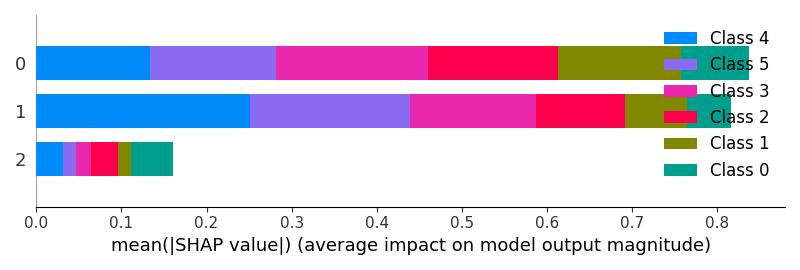 0
1
2
Class 4
Class 5
Class 3
Class 2
Class 1
Class 0
0.0 0.1 0.2 0.3 0.4 0.5 0.6 0.7 0.8
mean(|SHAP value|) (average impact on model output magnitude)